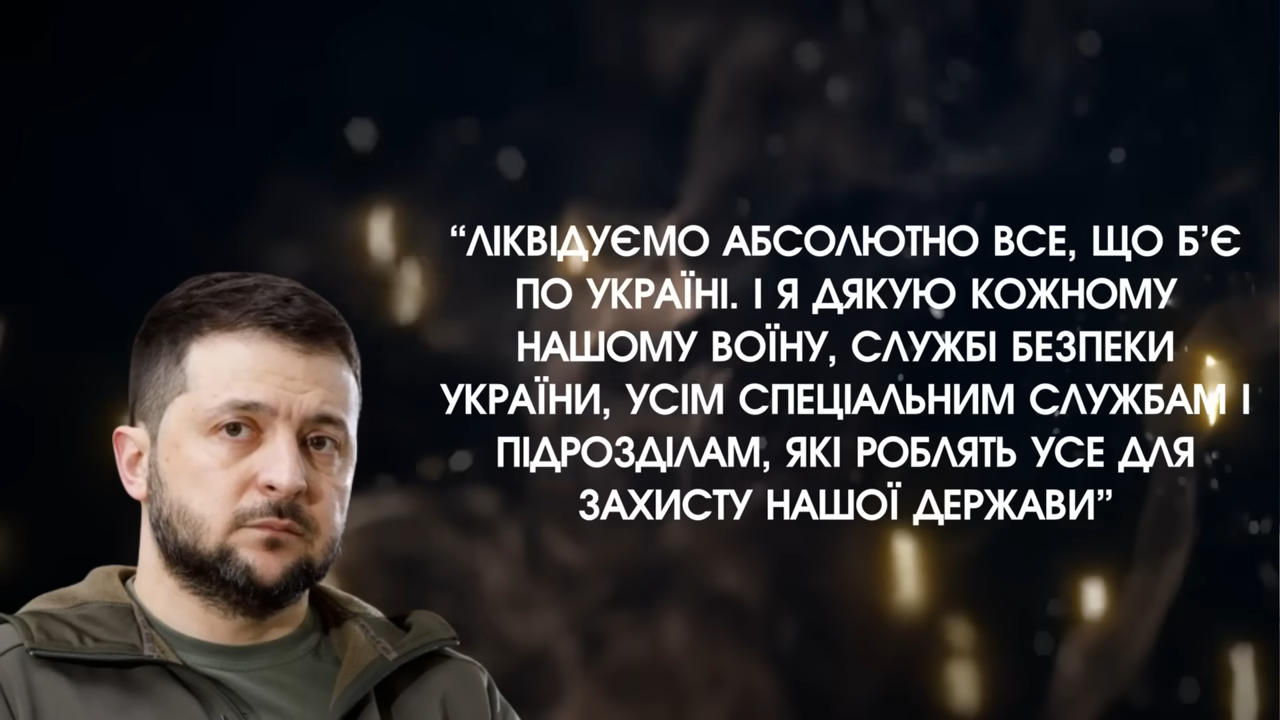 “ЛІКВІДУЄМО АБСОЛЮТНО ВСЕ, ЩО Б’Є
ПО УКРАЇНІ. І Я ДЯКУЮ КОЖНОМУ
НАШОМУ ВОЇНУ, СЛУЖБІ БЕЗПЕКИ
УКРАЇНИ, УСІМ СПЕЦІАЛЬНИМ СЛУЖБАМ І
ПІДРОЗДІЛАМ, ЯКІ РОБЛЯТЬ УСЕ ДЛЯ
ЗАХИСТУ НАШОЇ ДЕРЖАВИ”